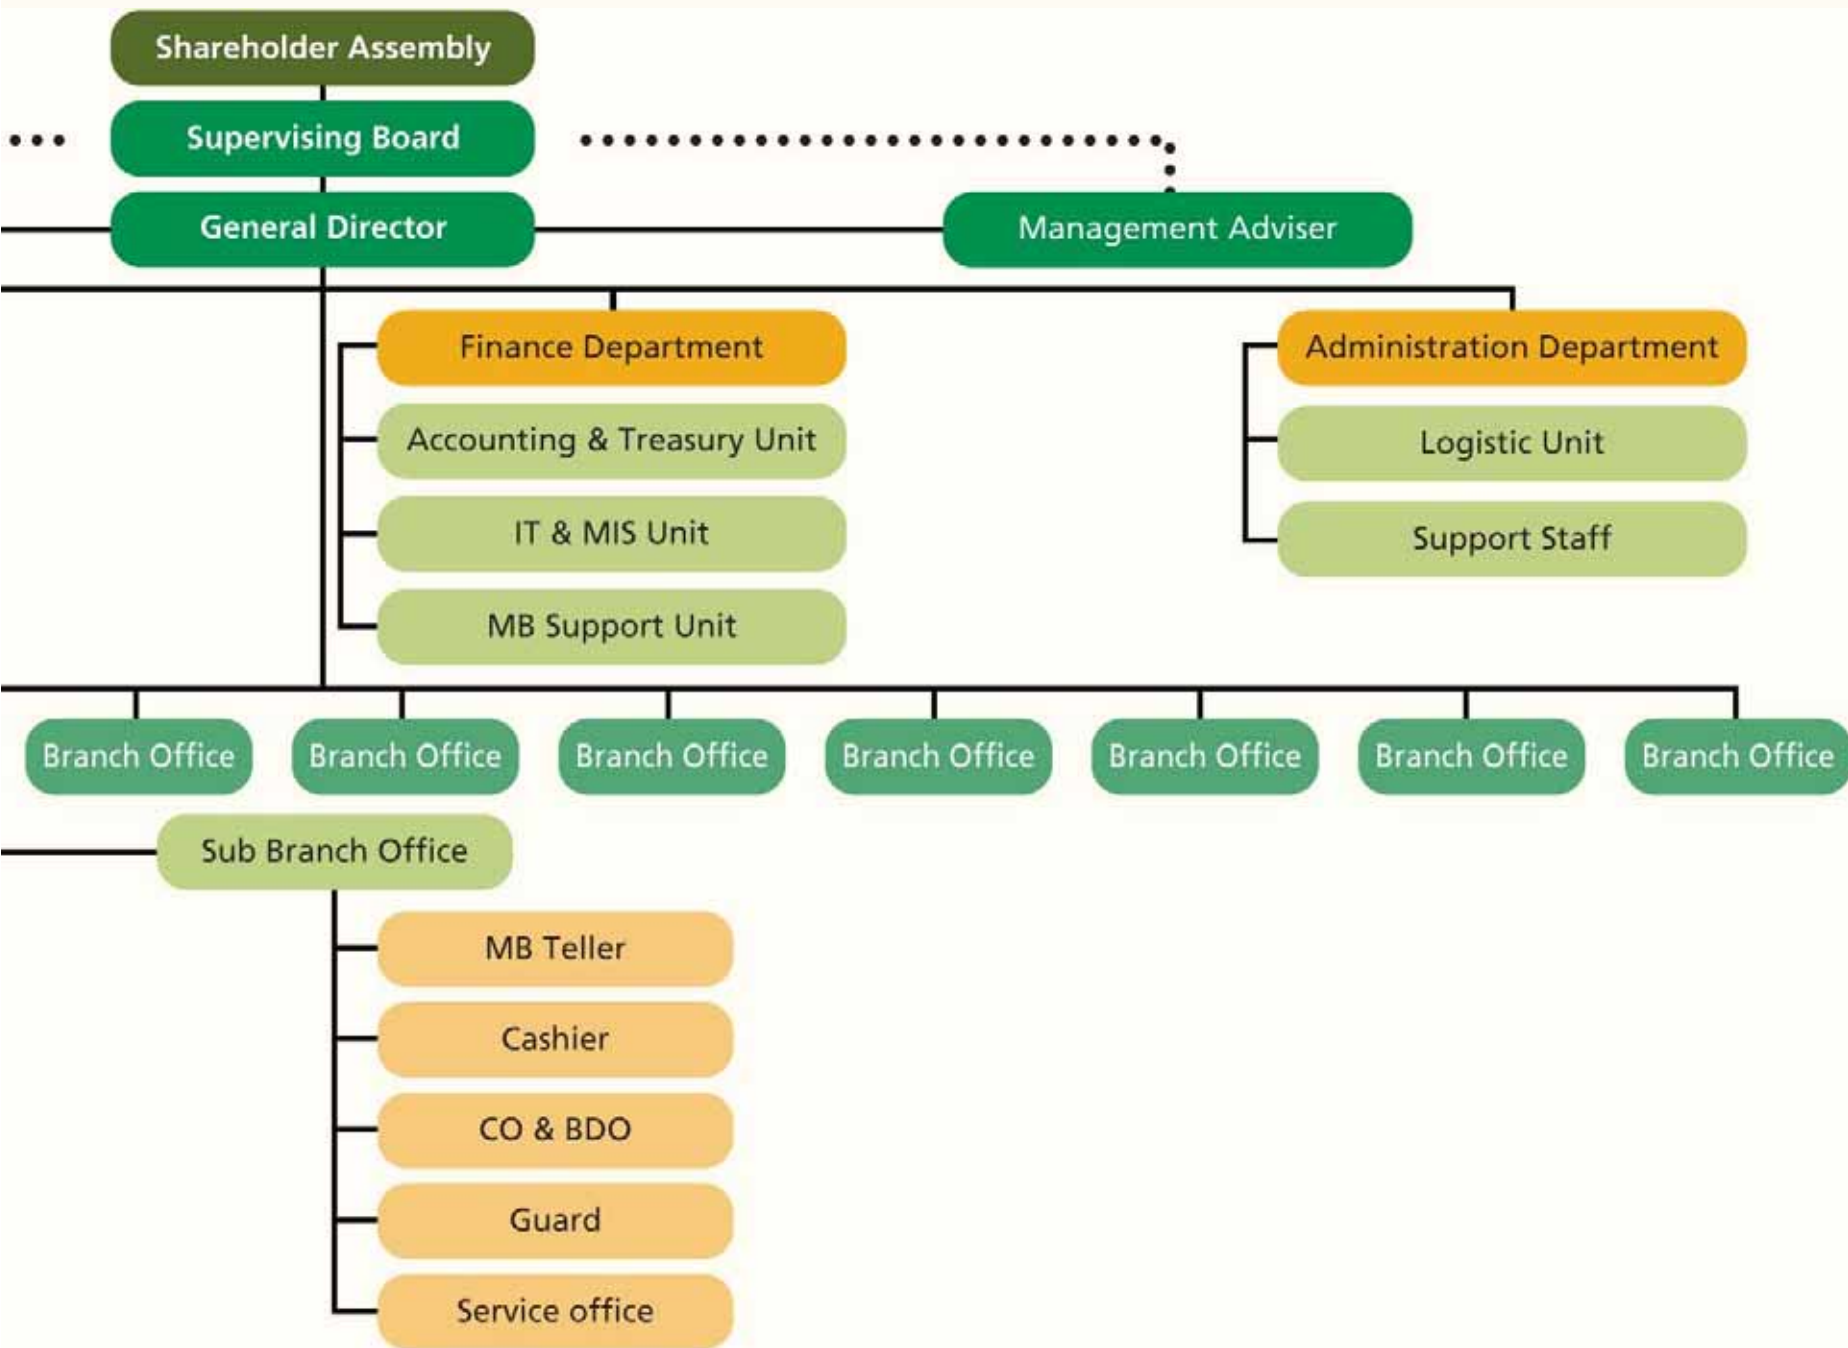 Shareholder Assembly
Supervising Board
General Director
Management Adviser
Finance Department
Accounting & Treasury Unit
IT & MIS Unit
MB Support Unit
Administration Department
Logistic Unit
Support Staff
Branch Office
Branch Office
Branch Office
Branch Office
Branch Office
Branch Office
Branch Office
Sub Branch Office
MB Teller
Cashier
CO & BDO
Guard
Service office